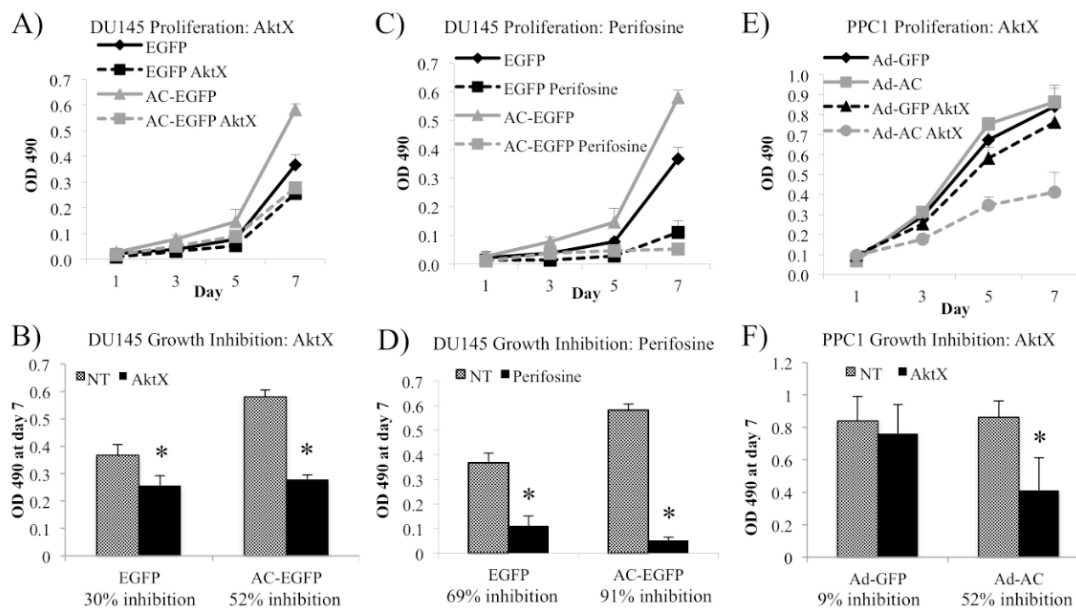 A)
DU145 Proliferation: AktX
EGFP
EGFP AktX
AC-EGFP
AC-EGFP AktX
OD 490
0.7
0.6
0.5
0.4
0.3
0.2
0.1
0.0
1 3 5 7
Day
C)
DU145 Proliferation: Perifosine
EGFP
EGFP Perifosine
AC-EGFP
AC-EGFP Perifosine
OD 490
0.7
0.6
0.5
0.4
0.3
0.2
0.1
0.0
1 3 5 7
Day
E)
PPC1 Proliferation: AktX
Ad-GFP
Ad-AC
Ad-GFP AktX
Ad-AC AktX
OD 490
1.0
0.9
0.8
0.7
0.6
0.5
0.4
0.3
0.2
0.1
0.0
1 3 5 7
Day
B)
DU145 Growth Inhibition: AktX
NT AktX
OD 490 at day 7
0.7
0.6
0.5
0.4
0.3
0.2
0.1
0
* *
EGFP AC-EGFP
30% inhibition 52% inhibition
D)
DU145 Growth Inhibition: Perifosine
NT Perifosine
OD 490 at day 7
0.7
0.6
0.5
0.4
0.3
0.2
0.1
0
* *
EGFP AC-EGFP
69% inhibition 91% inhibition
F)
PPC1 Growth Inhibition: AktX
NT AktX
OD 490 at day 7
1.2
1
0.8
0.6
0.4
0.2
0
*
Ad-GFP Ad-AC
9% inhibition 52% inhibition